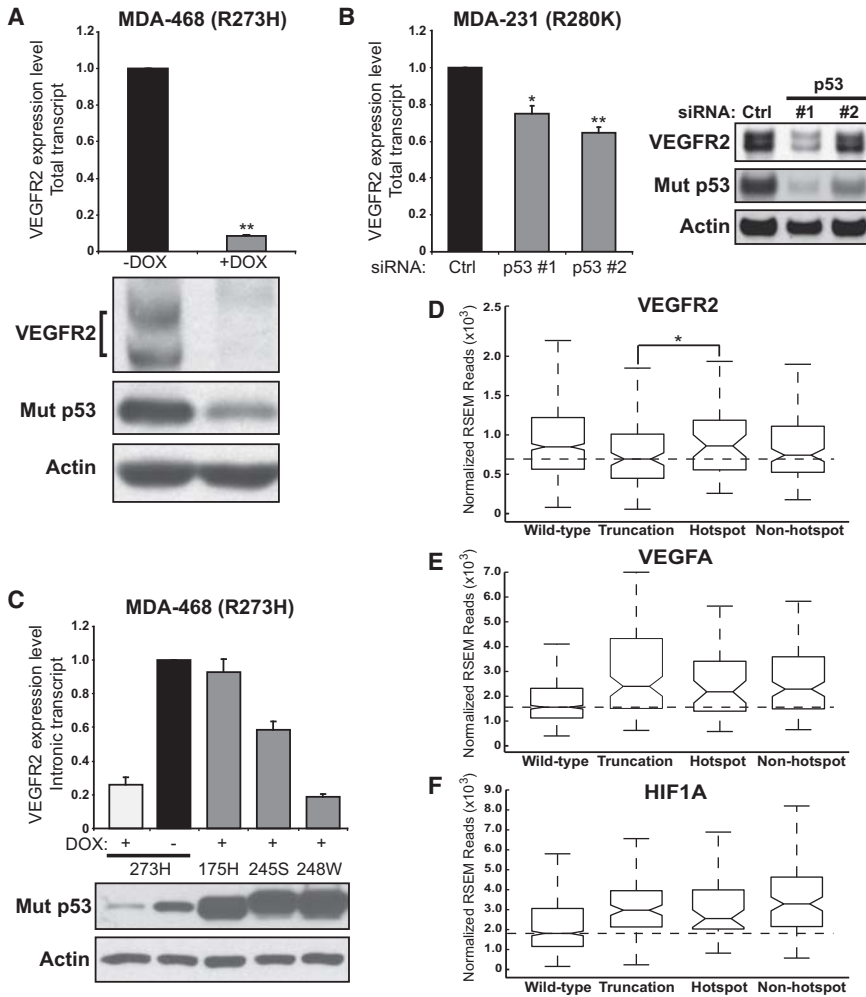 A
MDA-468 (R273H)
VEGFR2 expression level
Total transcript
1.2
1.0
0.8
0.6
0.4
0.2
0
**
-DOX
+DOX
VEGFR2
Mut p53
Actin
B
MDA-231 (R280K)
VEGFR2 expression level
Total transcript
1.2
1.0
0.8
0.6
0.4
0.2
0
*
**
siRNA:
Ctrl
p53 #1
p53 #2
p53
siRNA: Ctrl #1 #2
VEGFR2
Mut p53
Actin
C
MDA-468 (R273H)
VEGFR2 expression level
Intronic transcript
1.2
1.0
0.8
0.6
0.4
0.2
0
DOX: + - + + +
273H 175H 245S 248W
Mut p53
Actin
D
VEGFR2
Normalized RSEM Reads (x10³)
2.5
2.0
1.0
0.5
0
*
Wild-type Truncation Hotspot Non-hotspot
E
VEGFA
Normalized RSEM Reads (x10³)
7.0
6.0
5.0
4.0
3.0
2.0
1.0
0
Wild-type Truncation Hotspot Non-hotspot
F
HIF1A
Normalized RSEM Reads (x10³)
9.0
8.0
7.0
6.0
5.0
4.0
3.0
2.0
1.0
0
Wild-type Truncation Hotspot Non-hotspot